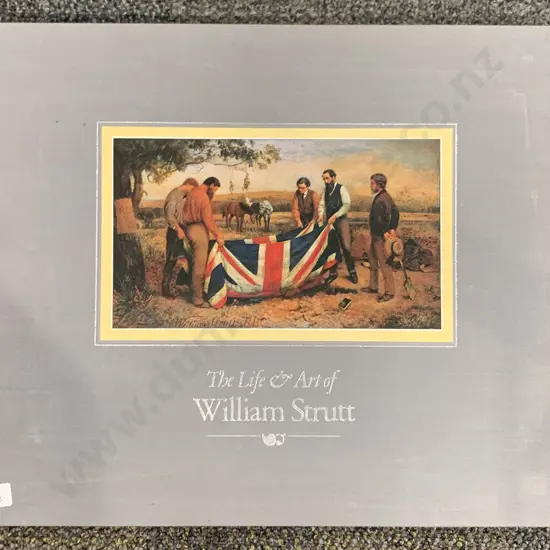 The Life & Art of
William Strutt